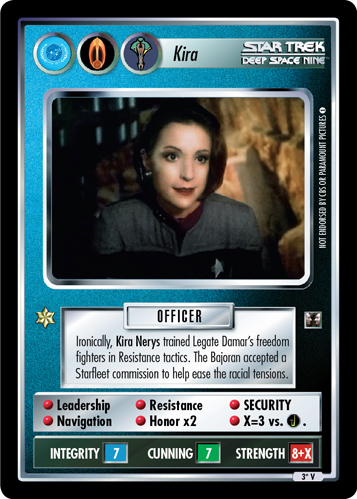 Kira
STAR TREK
DEEP SPACE NINE™
NOT ENDORSED BY CBS OR PARAMOUNT PICTURES
OFFICER
Ironically, Kira Nerys trained Legate Damar's freedom
fighters in Resistance tactics. The Bajoran accepted a
Starfleet commission to help ease the racial tensions.
Leadership Resistance SECURITY
Navigation Honor x2 X=3 vs. .
INTEGRITY 7 CUNNING 7 STRENGTH 8+X
3* V